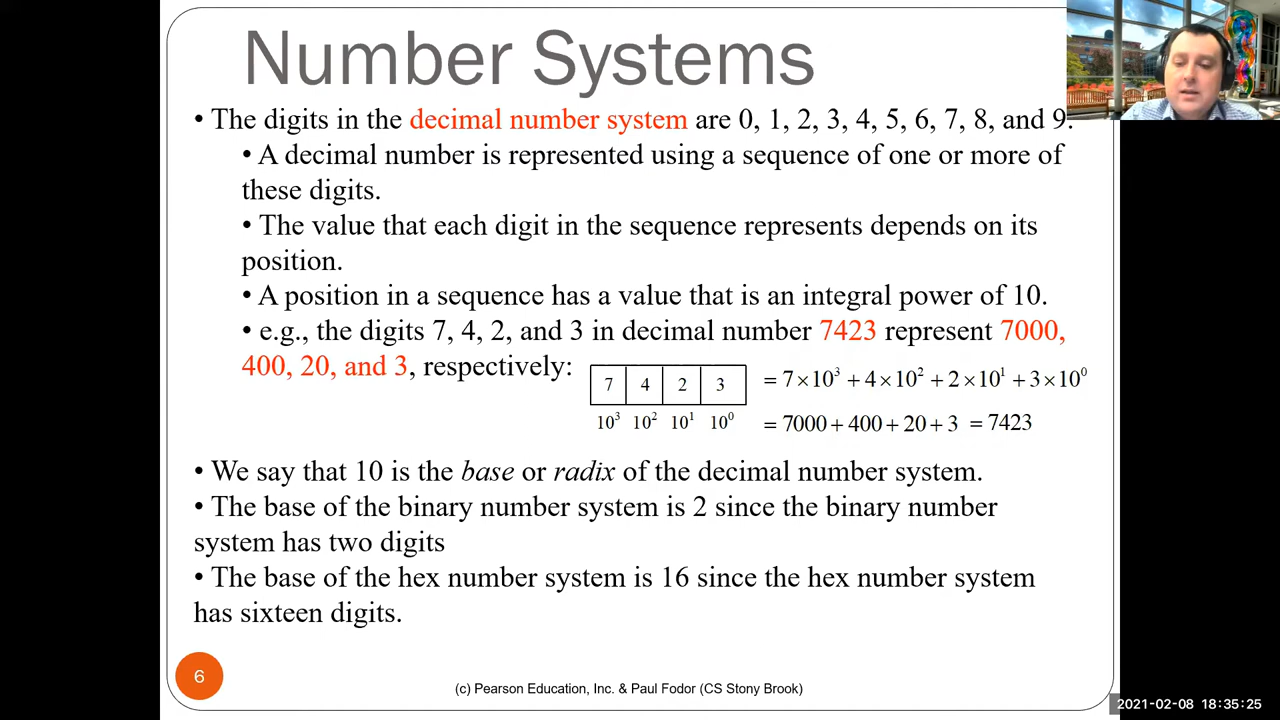 Number Systems
• The digits in the decimal number system are 0, 1, 2, 3, 4, 5, 6, 7, 8, and 9.
• A decimal number is represented using a sequence of one or more of
these digits.
• The value that each digit in the sequence represents depends on its
position.
• A position in a sequence has a value that is an integral power of 10.
• e.g., the digits 7, 4, 2, and 3 in decimal number 7423 represent 7000,
400, 20, and 3, respectively:
7 4 2 3
10³ 10² 10¹ 10⁰
= 7×10³ + 4×10² + 2×10¹ + 3×10⁰
= 7000 + 400 + 20 + 3 = 7423
• We say that 10 is the base or radix of the decimal number system.
• The base of the binary number system is 2 since the binary number
system has two digits
• The base of the hex number system is 16 since the hex number system
has sixteen digits.
6
(c) Pearson Education, Inc. & Paul Fodor (CS Stony Brook)
2021-02-08 18:35:25